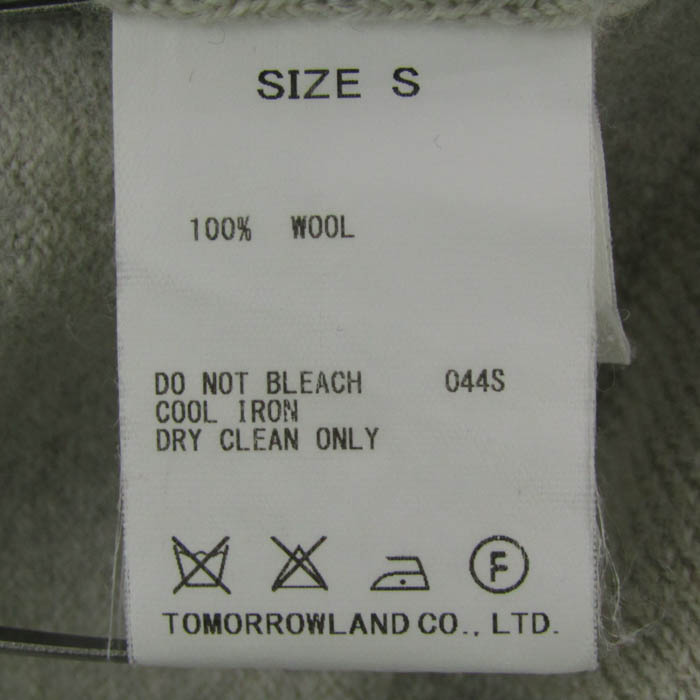 SIZE S
100% WOOL
DO NOT BLEACH 044S
COOL IRON
DRY CLEAN ONLY
F
TOMORROWLAND CO., LTD.